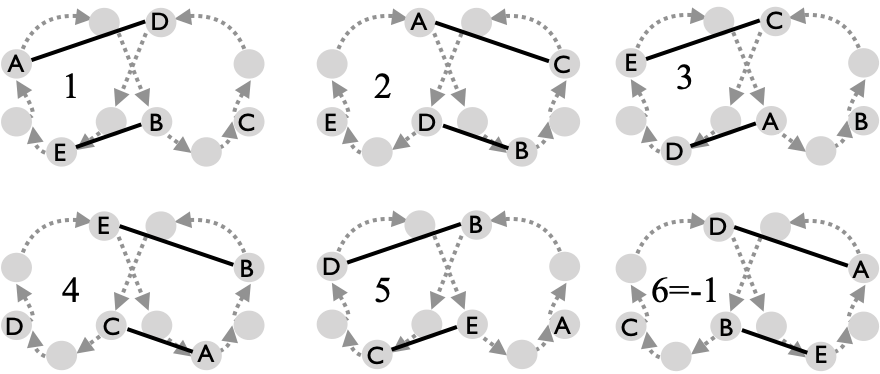 D A C
A C E
1 2 3
B C E D B A B
E B D
E B D
B D A
4 5 6=-1
D C E A C B
A C E